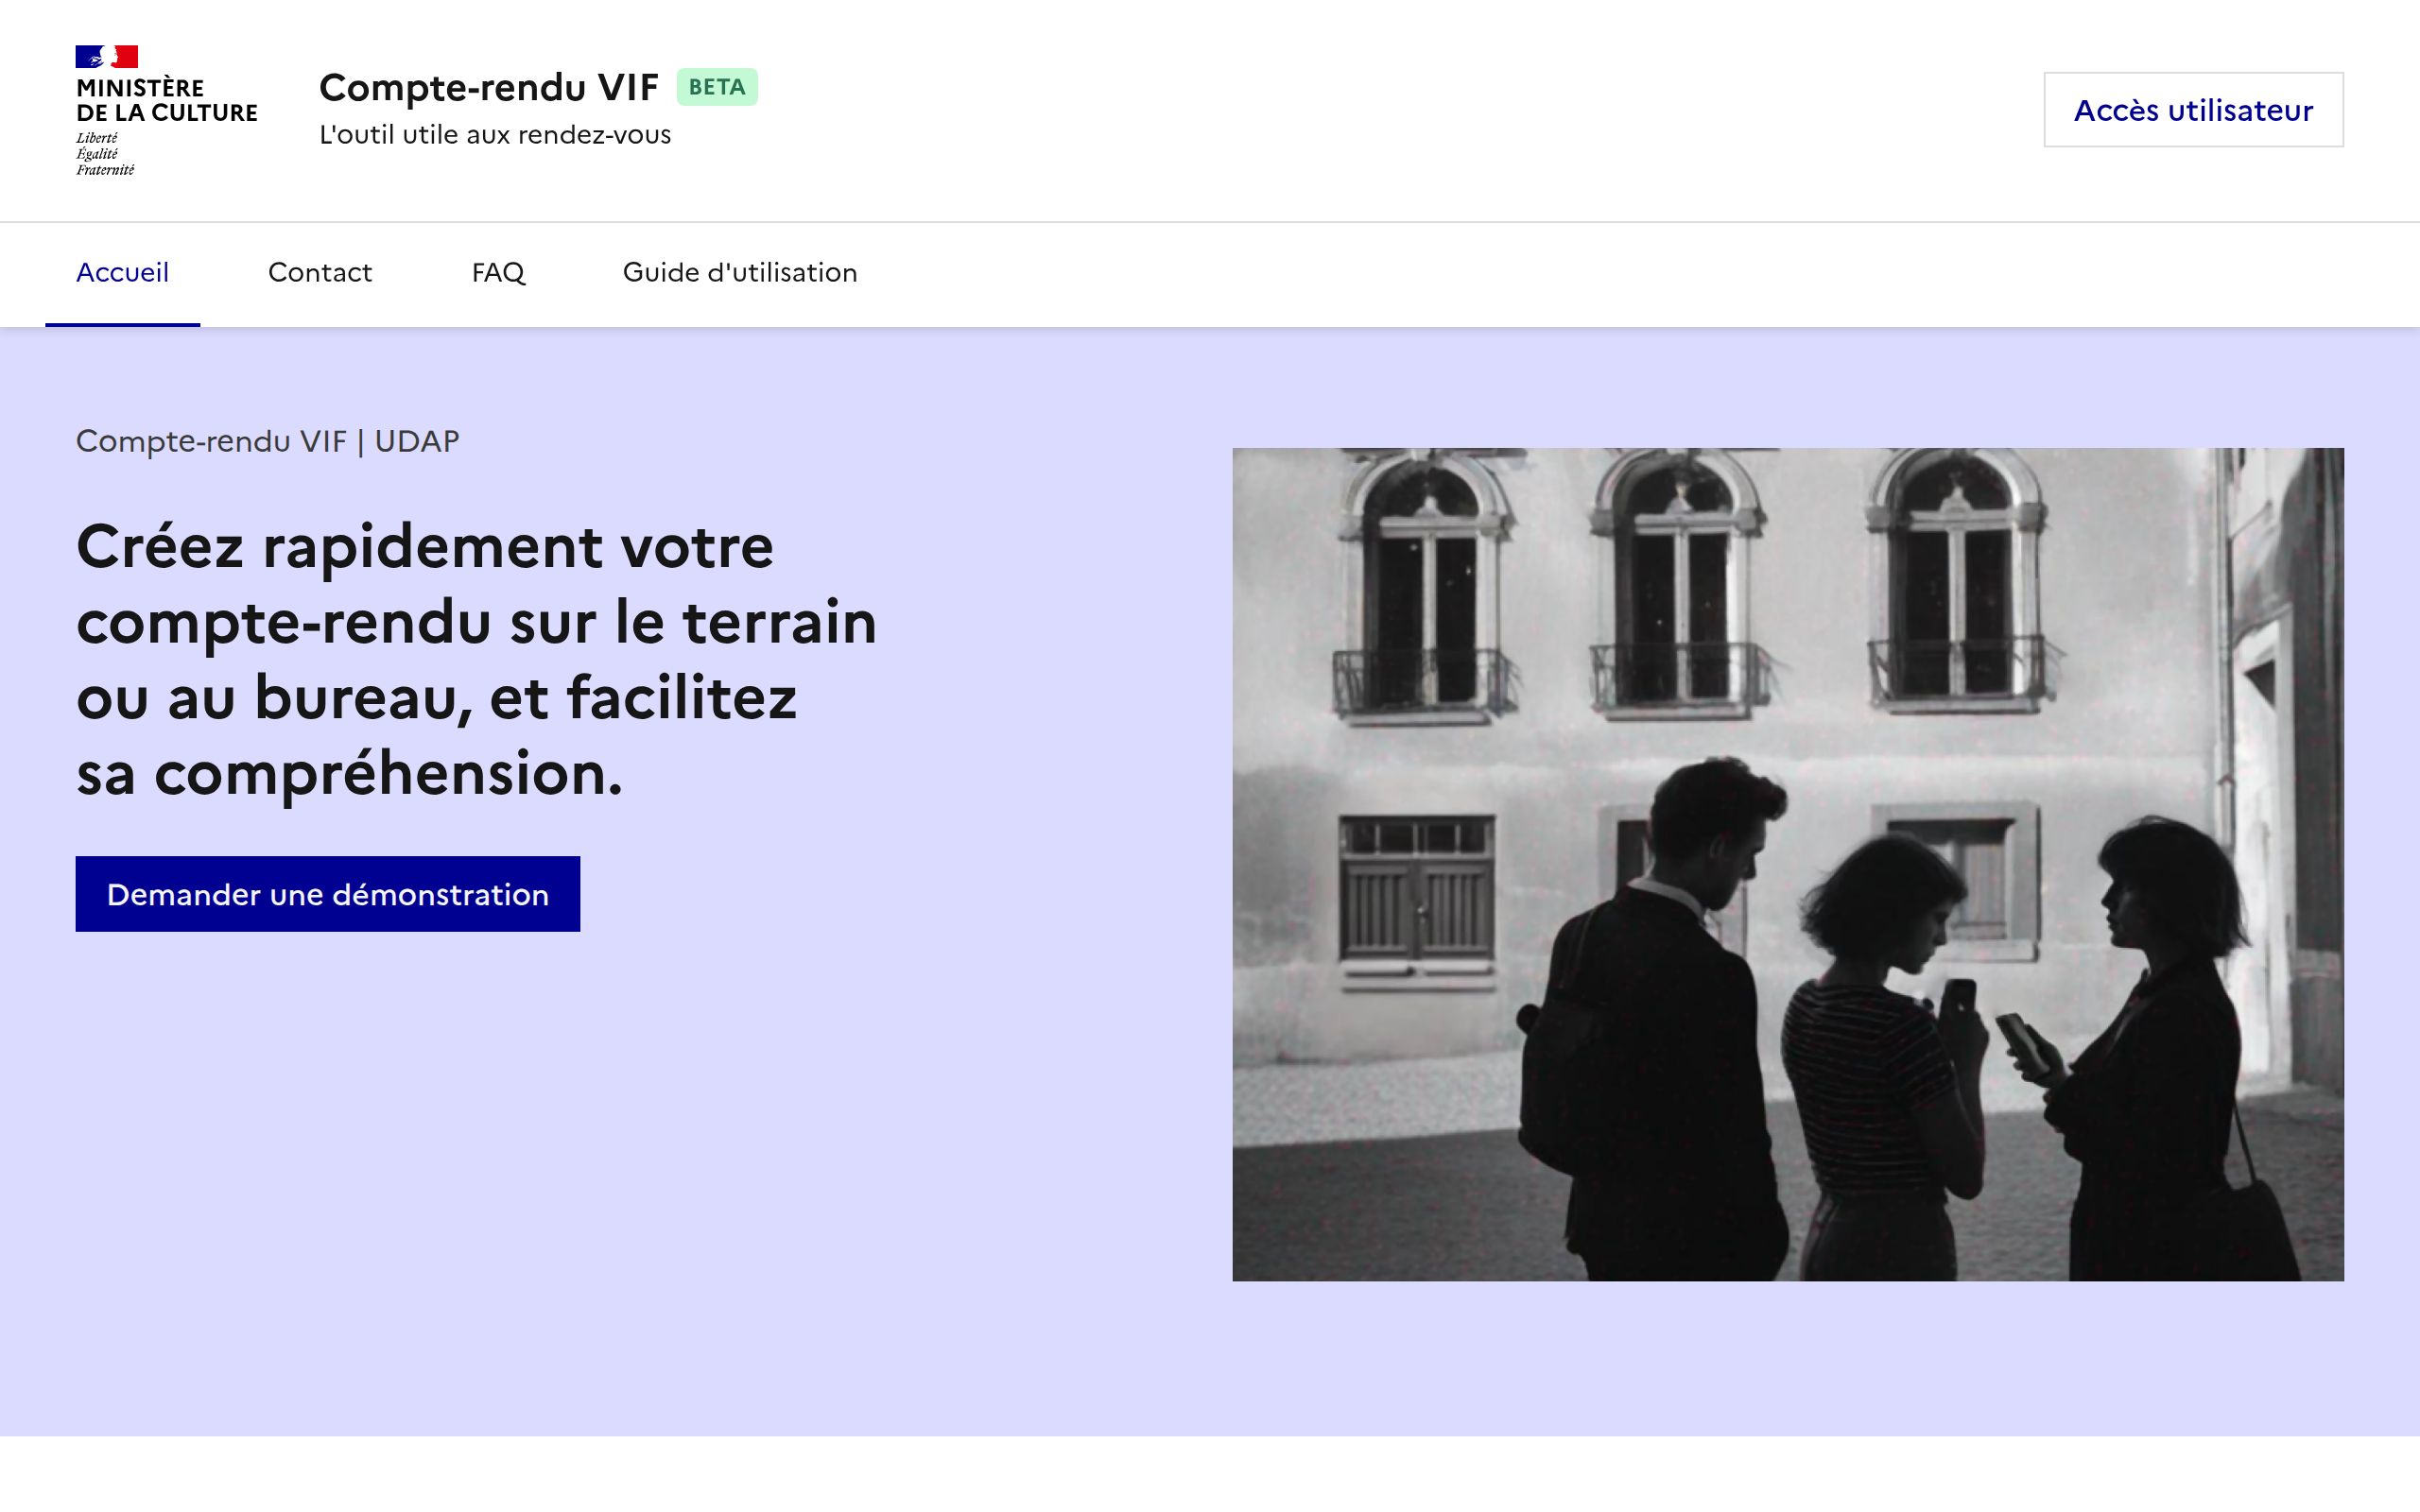 MINISTÈRE
DE LA CULTURE
Liberté
Égalité
Fraternité
Compte-rendu VIF BETA
L'outil utile aux rendez-vous
Accès utilisateur
Accueil Contact FAQ Guide d'utilisation
Compte-rendu VIF | UDAP
Créez rapidement votre
compte-rendu sur le terrain
ou au bureau, et facilitez
sa compréhension.
Demander une démonstration